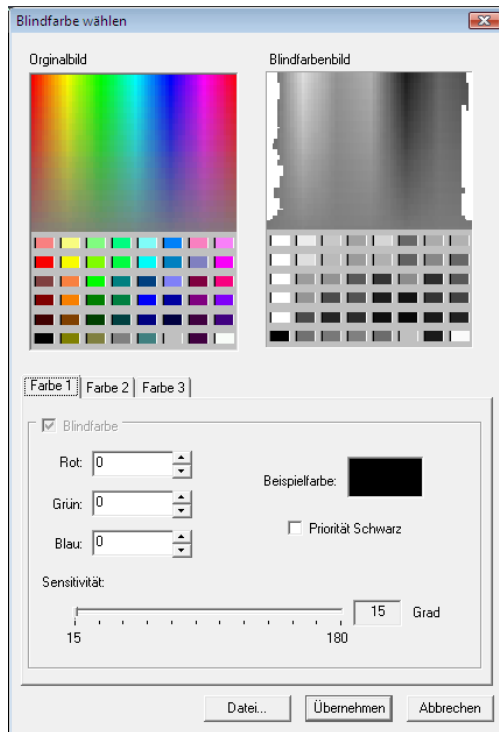 Blindfarbe wählen
Orginalbild
Blindfarbenbild
Farbe 1
Farbe 2
Farbe 3
Blindfarbe
Rot: 0
Grün: 0
Blau: 0
Beispielfarbe:
Priorität Schwarz
Sensitivität:
15 Grad
15
180
Datei...
Übernehmen
Abbrechen